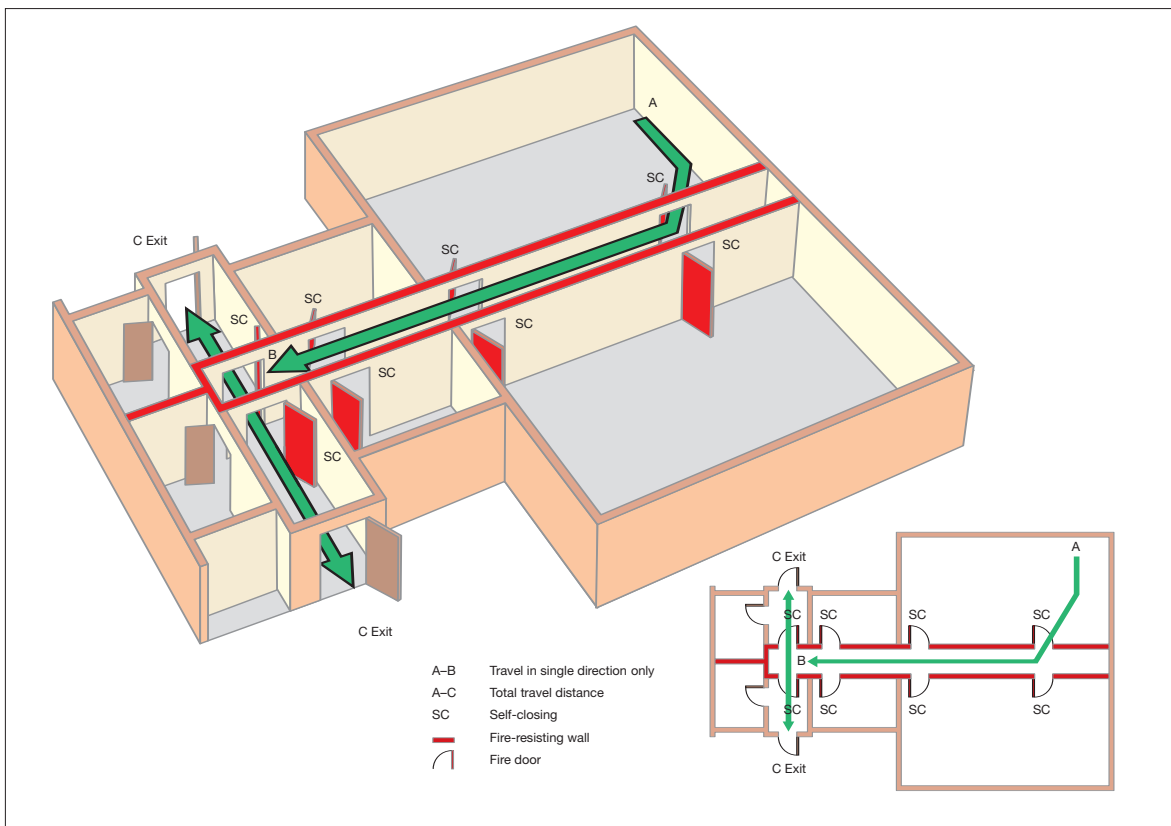 A
SC
C Exit
SC
SC
SC
SC
SC
B
SC
SC
C Exit
A–B Travel in single direction only
A–C Total travel distance
SC Self-closing
Fire-resisting wall
Fire door
A
C Exit
SC SC SC SC
B
SC SC SC SC
C Exit